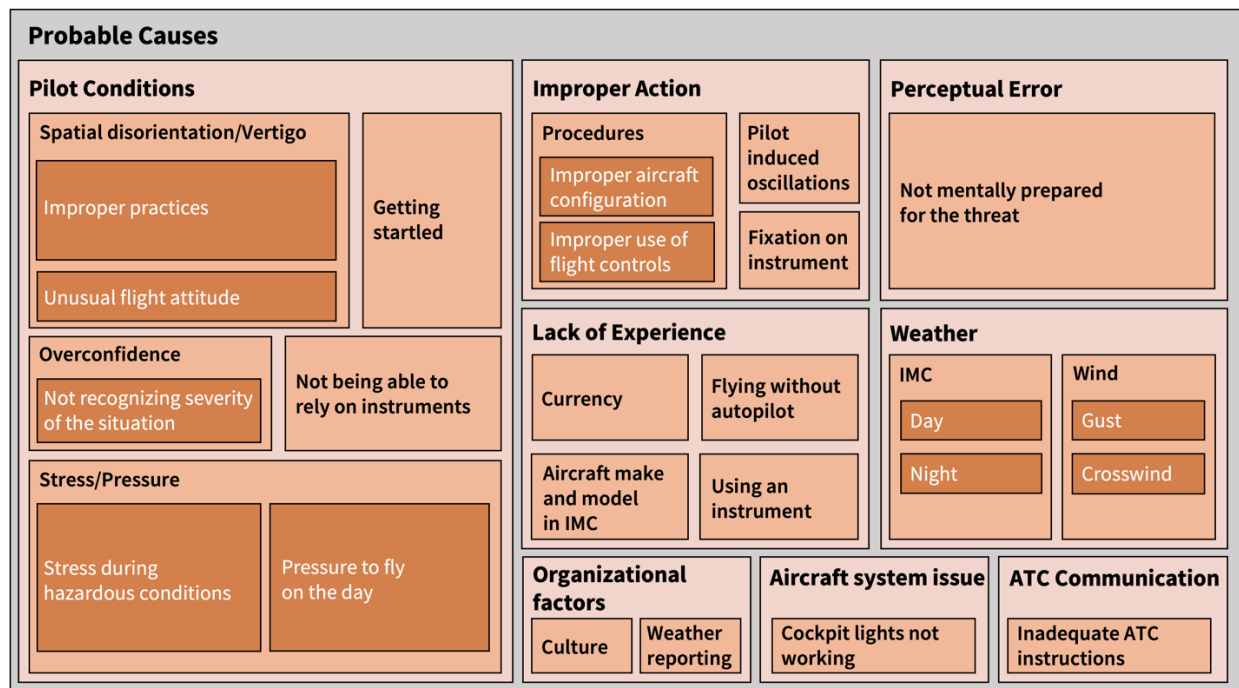 Probable Causes
Pilot Conditions
Spatial disorientation/Vertigo
Improper practices
Unusual flight attitude
Getting
startled
Overconfidence
Not recognizing severity
of the situation
Not being able to
rely on instruments
Stress/Pressure
Stress during
hazardous conditions
Pressure to fly
on the day
Improper Action
Procedures
Improper aircraft
configuration
Improper use of
flight controls
Pilot
induced
oscillations
Fixation on
instrument
Perceptual Error
Not mentally prepared
for the threat
Lack of Experience
Currency
Flying without
autopilot
Aircraft make
and model
in IMC
Using an
instrument
Weather
IMC
Day
Night
Wind
Gust
Crosswind
Organizational
factors
Culture
Weather
reporting
Aircraft system issue
Cockpit lights not
working
ATC Communication
Inadequate ATC
instructions